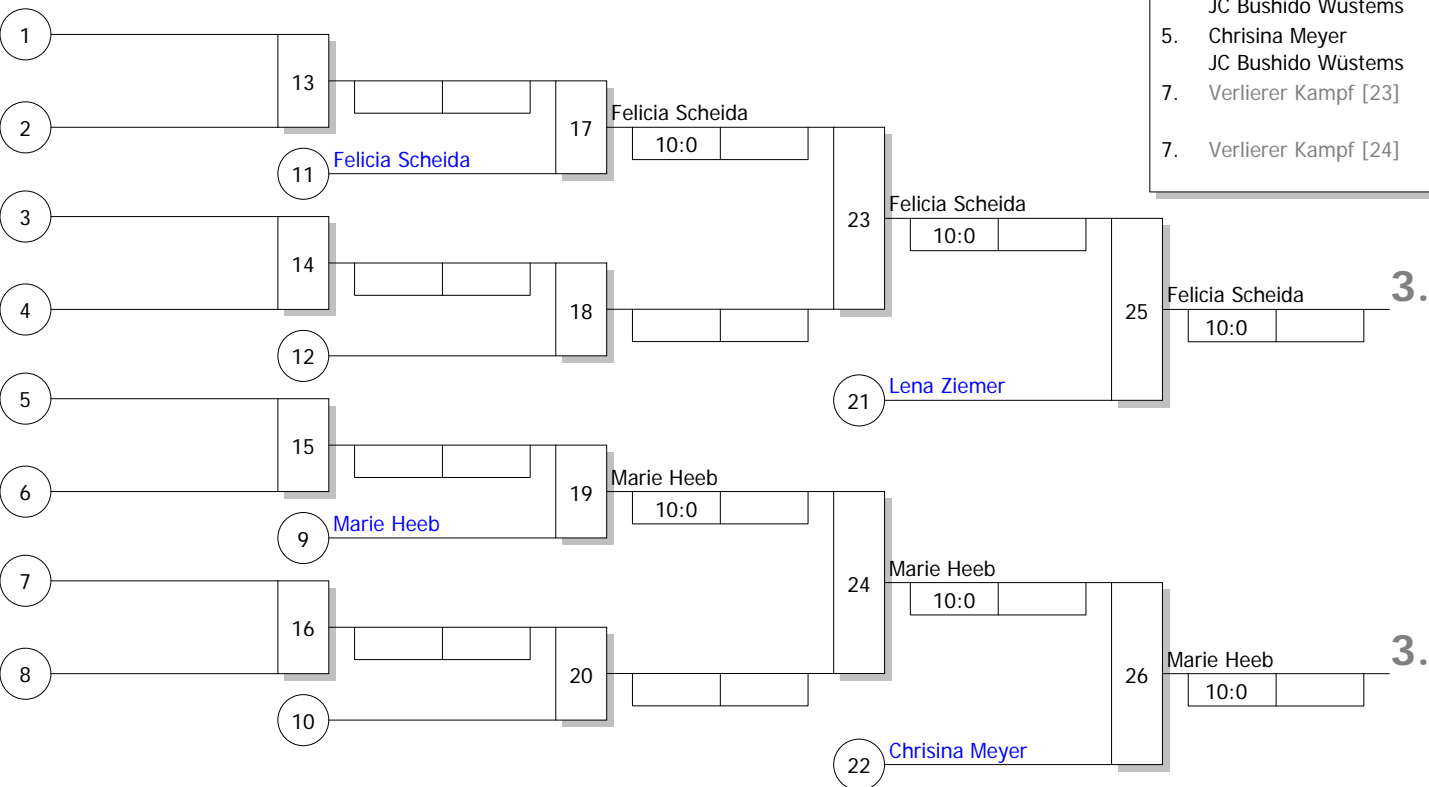 JC Bushido Wüstems
5. Chrisina Meyer
JC Bushido Wüstems
7. Verlierer Kampf [23]
7. Verlierer Kampf [24]
1
13
2
17
Felicia Scheida
10:0
11
Felicia Scheida
3
23
Felicia Scheida
10:0
14
4
18
25
Felicia Scheida
10:0
3.
12
5
21
Lena Ziemer
15
6
19
Marie Heeb
10:0
9
Marie Heeb
7
24
Marie Heeb
10:0
16
8
20
26
Marie Heeb
10:0
3.
10
22
Chrisina Meyer